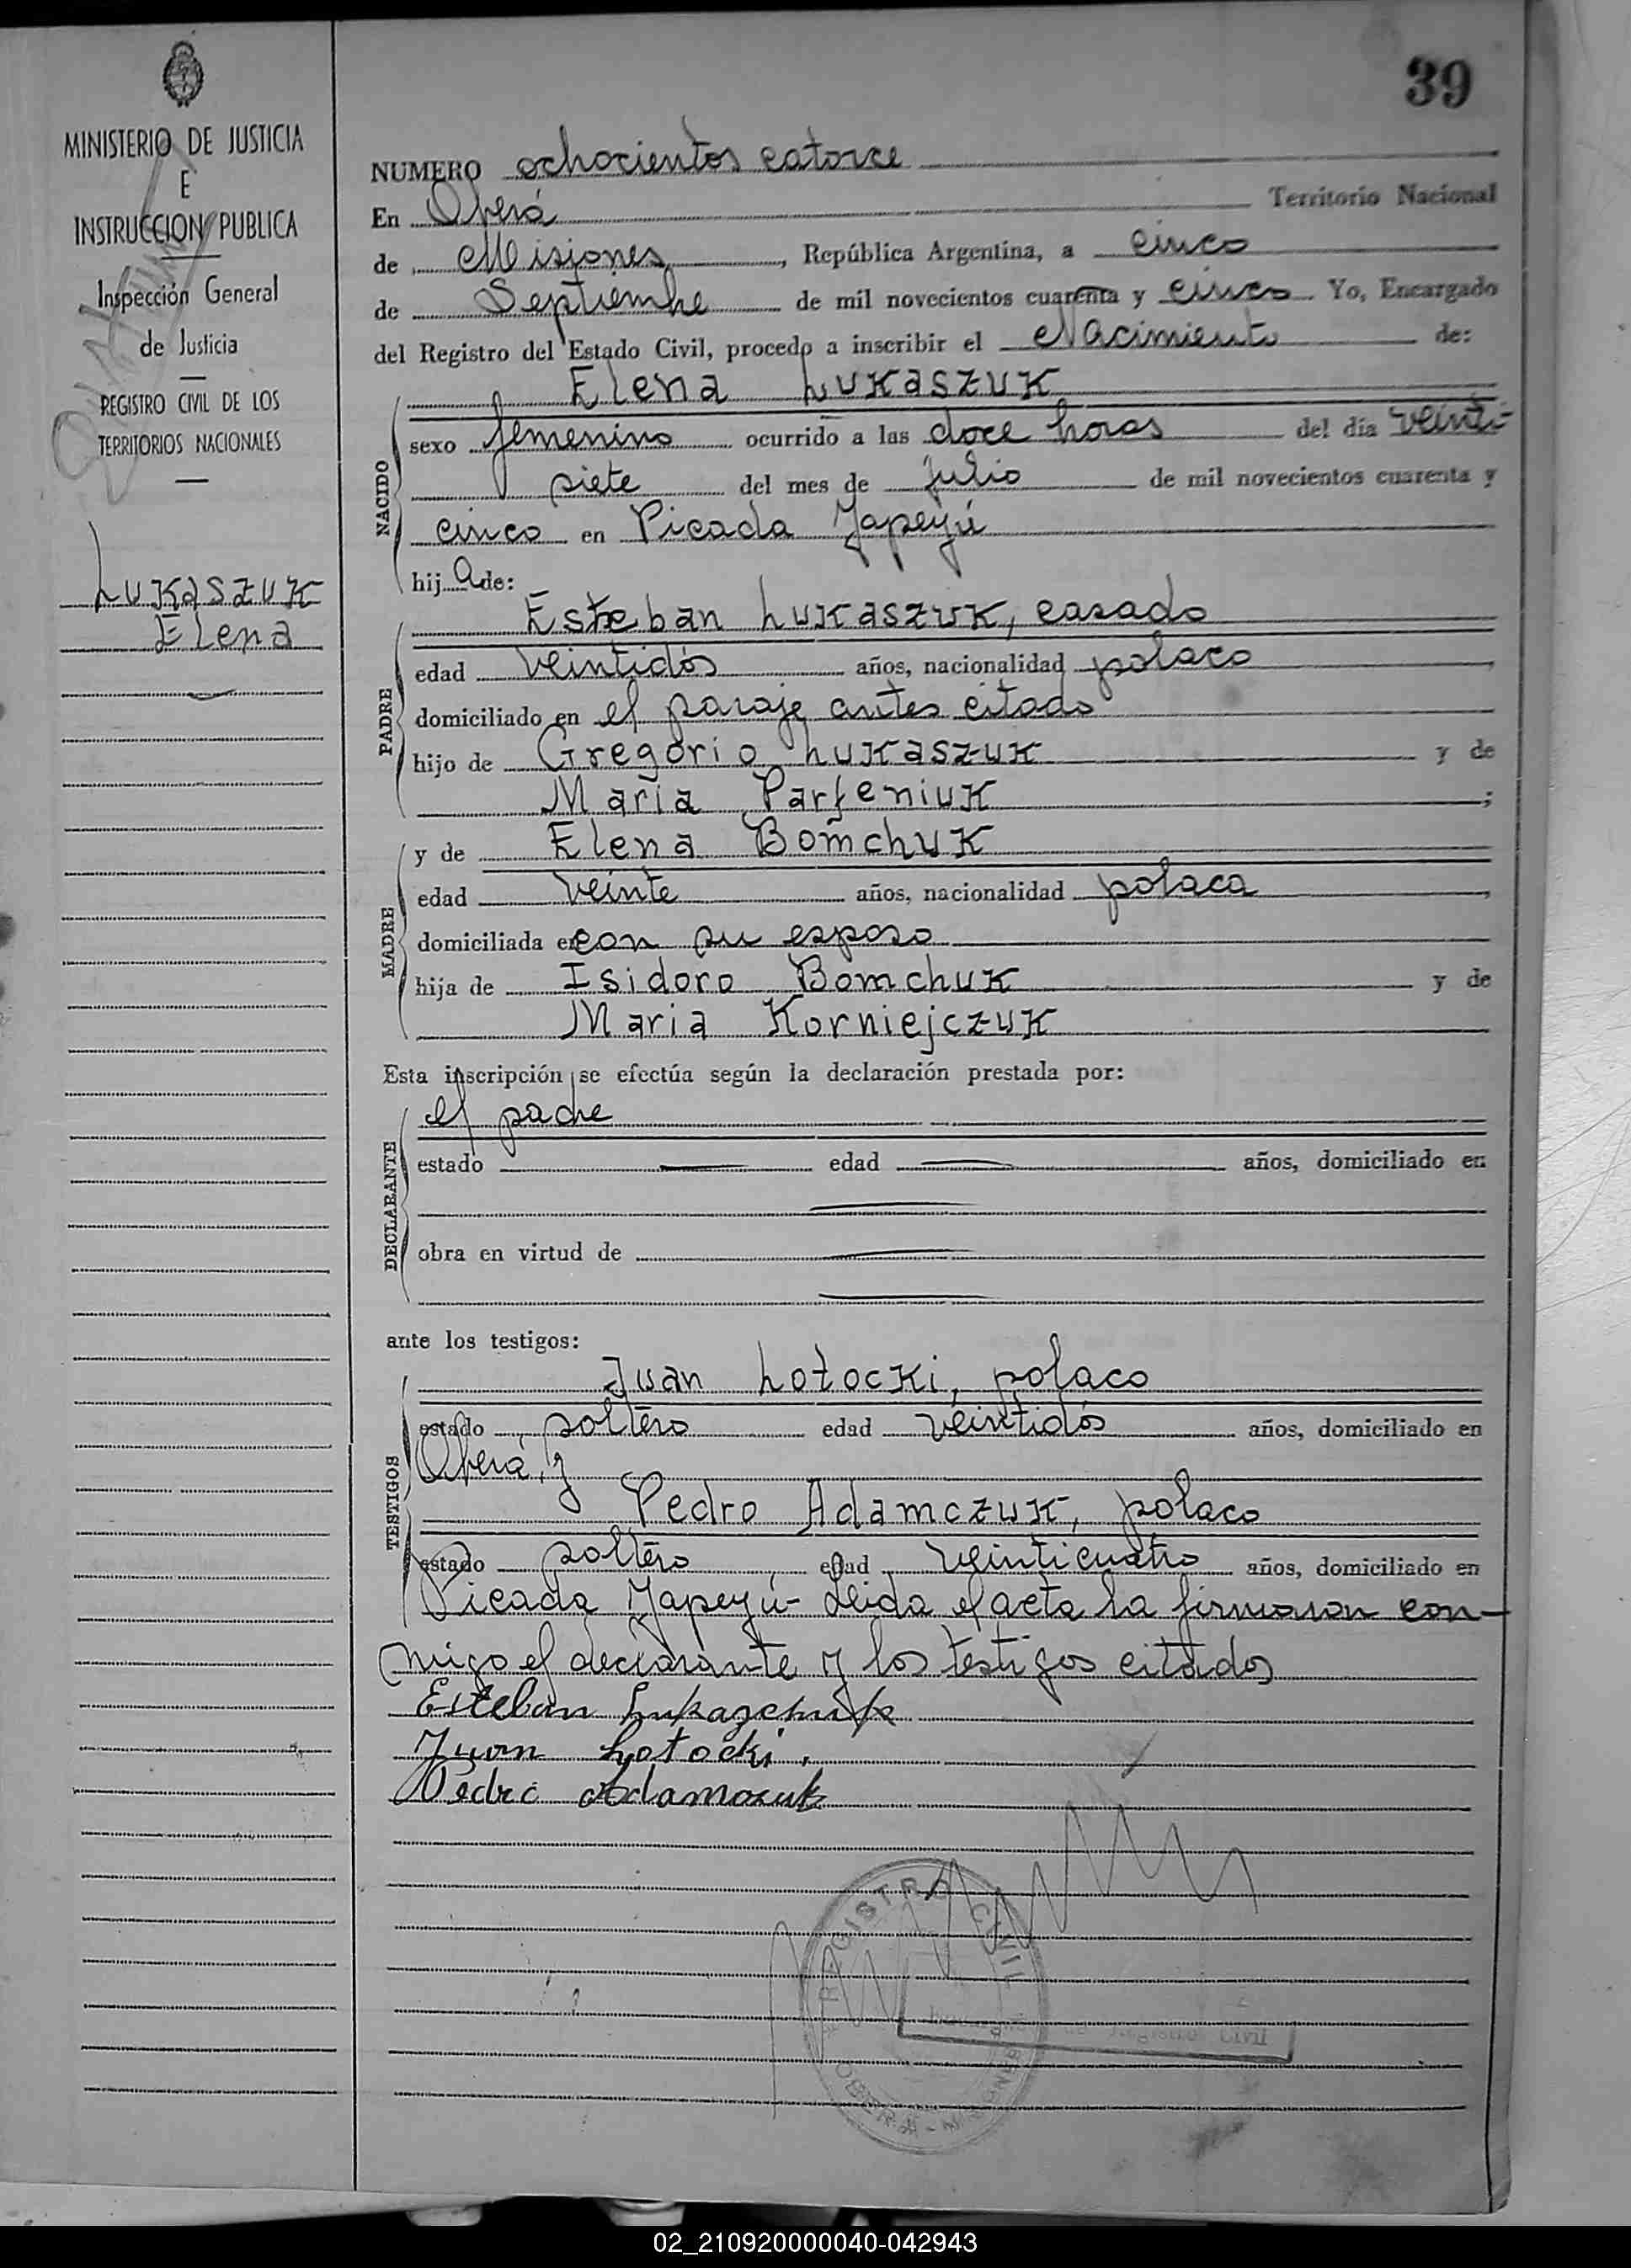 39
MINISTERIO DE JUSTICIA
E
INSTRUCCION PUBLICA
Inspección General
de Justicia
REGISTRO CIVIL DE LOS
TERRITORIOS NACIONALES
LUKASZUK
Elena
NUMERO ochocientos catorce
En Oberá Territorio Nacional
de Misiones, República Argentina, a cinco
de Septiembre de mil novecientos cuarenta y cinco Yo, Encargado
del Registro del Estado Civil, procedo a inscribir el Nacimiento de:
Elena Lukaszuk
NACIDO
sexo femenino ocurrido a las doce horas del día veinti-
siete del mes de julio de mil novecientos cuarenta y
cinco en Picada Yapeyú
hij a de:
Esteban Lukaszuk, casado
PADRE
edad veintidós años, nacionalidad polaco,
domiciliado en el paraje antes citado
hijo de Gregorio Lukaszuk y de
Maria Parfeniuk;
MADRE
y de Elena Bomchuk
edad veinte años, nacionalidad polaca,
domiciliada en con su esposo
hija de Isidoro Bomchuk y de
Maria Korniejczuk
Esta inscripción se efectúa según la declaración prestada por:
el padre
DECLARANTE
estado edad años, domiciliado en
obra en virtud de
ante los testigos:
Juan Lotocki, polaco
TESTIGOS
estado soltero edad veintidós años, domiciliado en
Oberá, y
Pedro Adamczuk, polaco
estado soltero edad veinticuatro años, domiciliado en
Picada Yapeyú- Leida el acta la firmaron con-
migo el declarante y los testigos citados
Esteban Lukazchuk
Juan Lotocki.
Pedro Adamczuk
REGISTRO CIVIL
OBERA - MISIONES
02_210920000040-042943